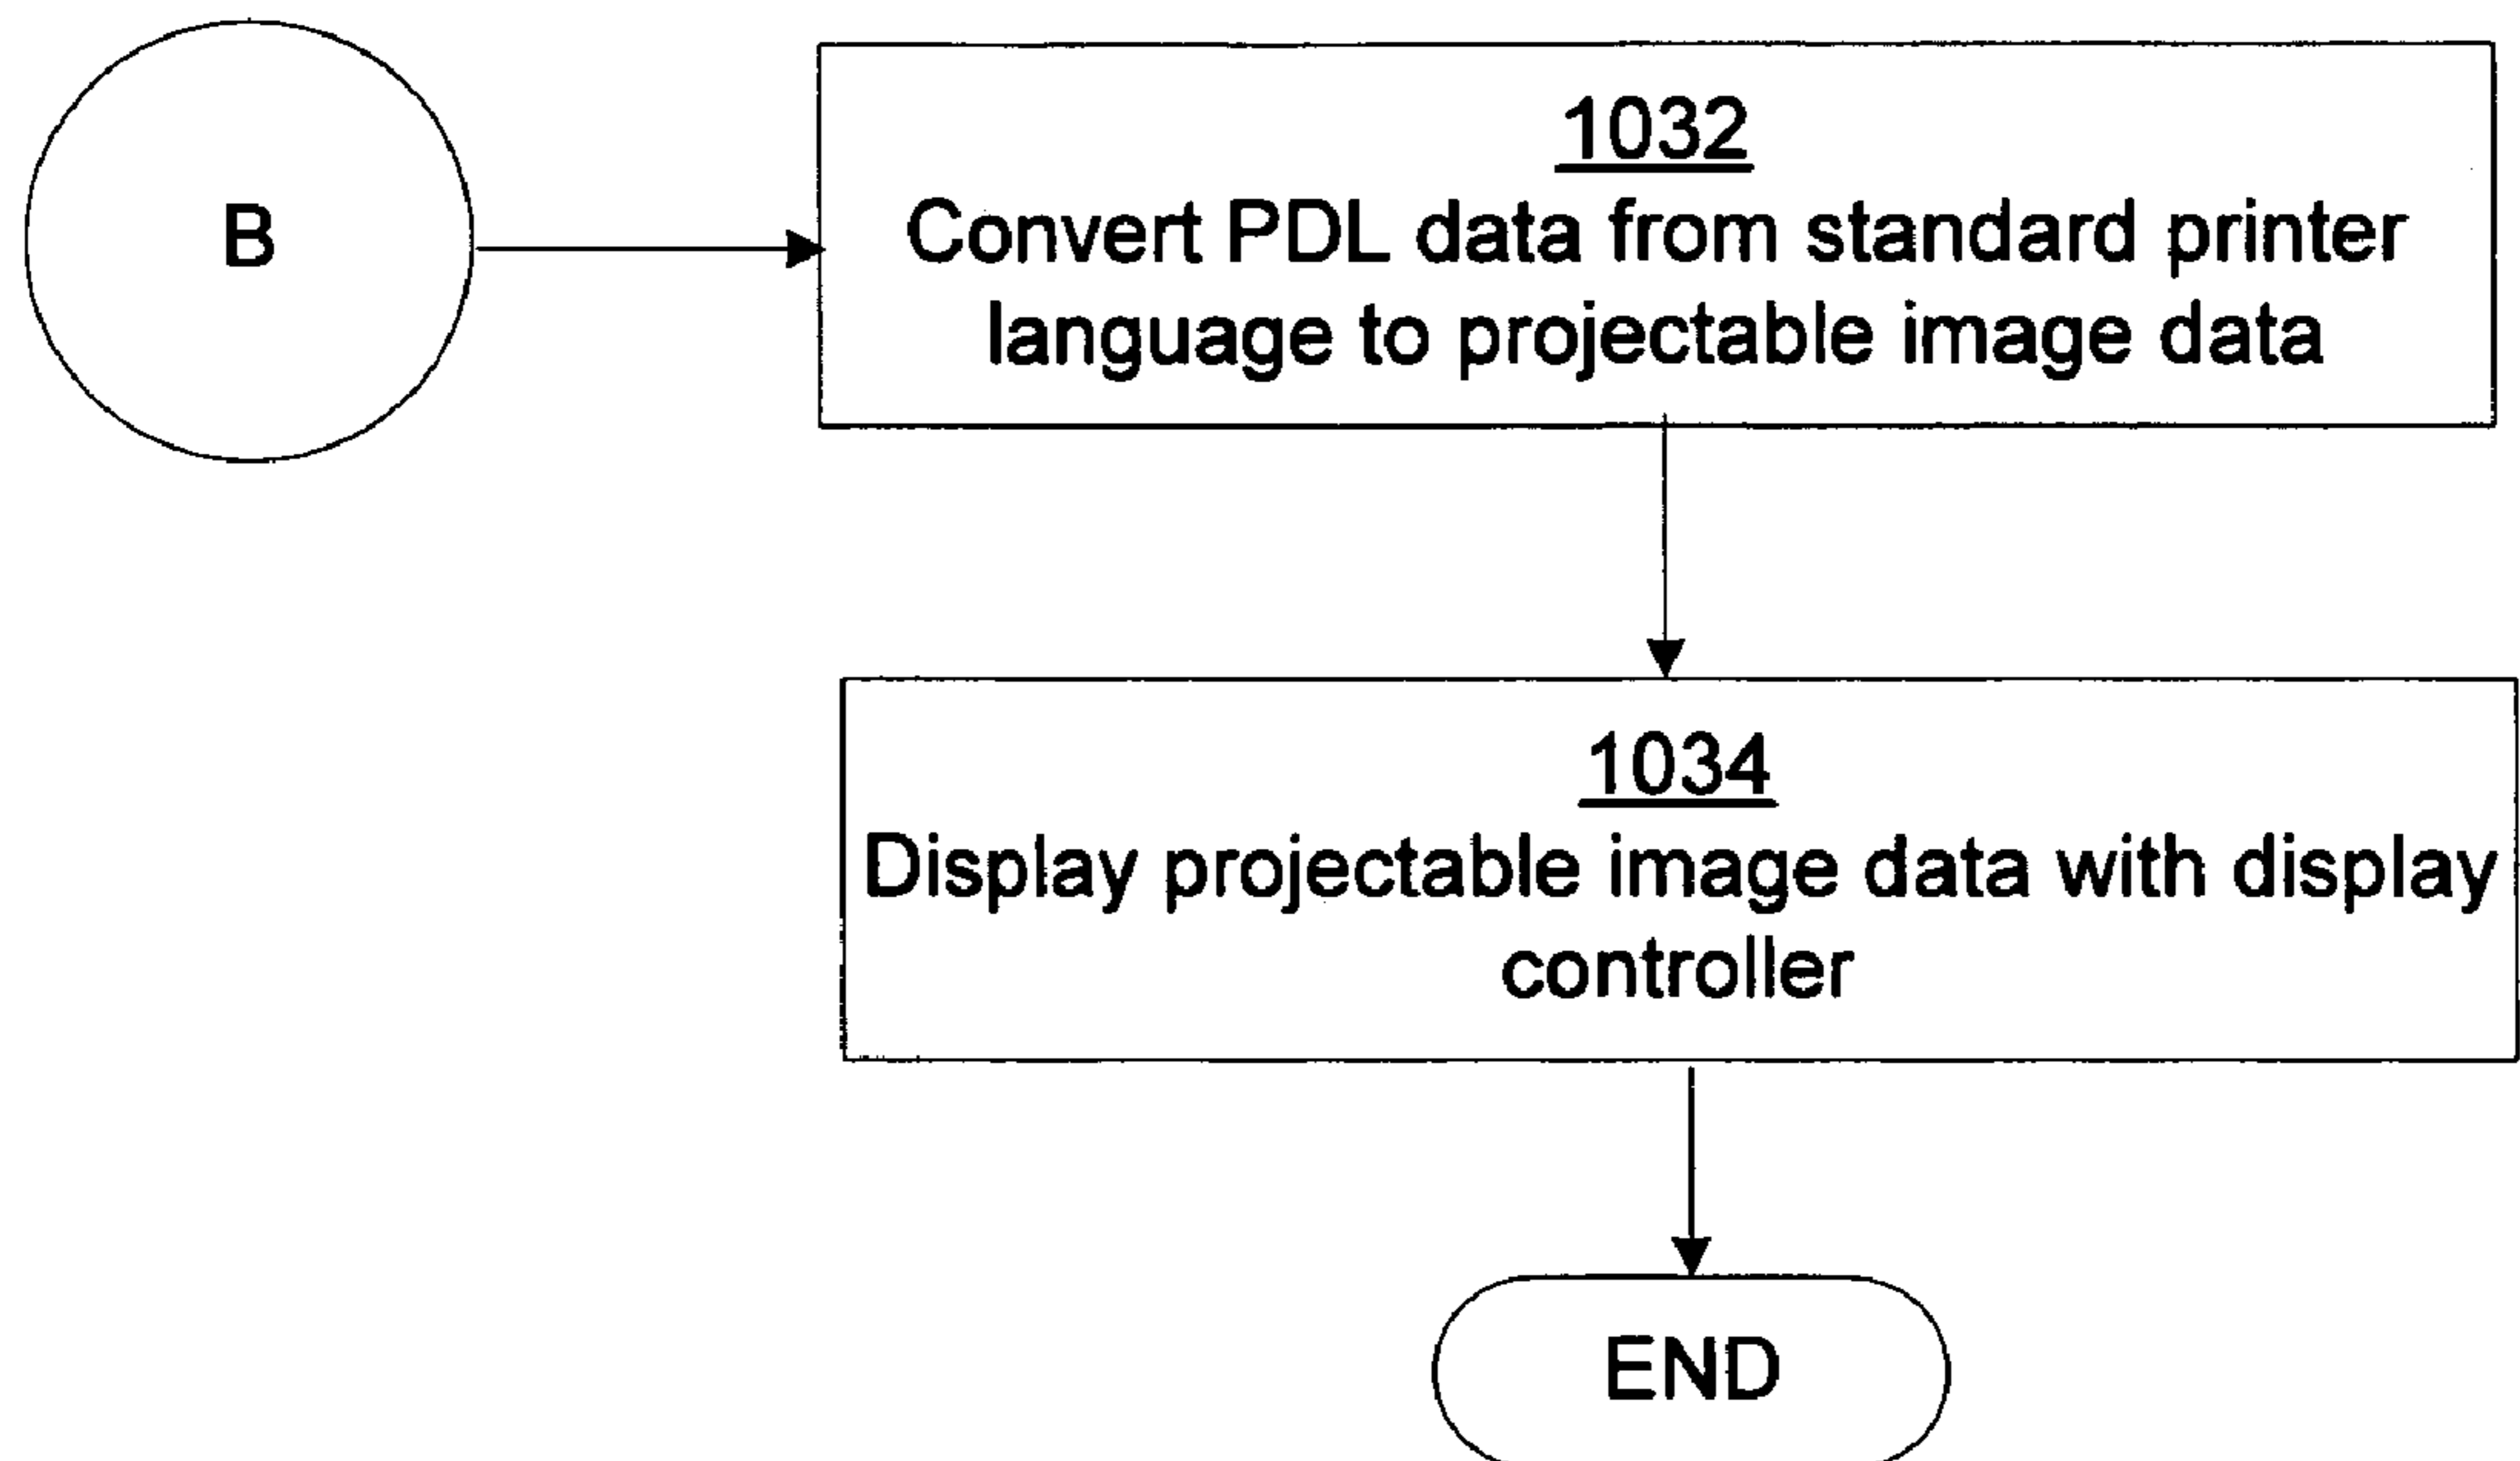 B
1032
Convert PDL data from standard printer
language to projectable image data
1034
Display projectable image data with display
controller
END